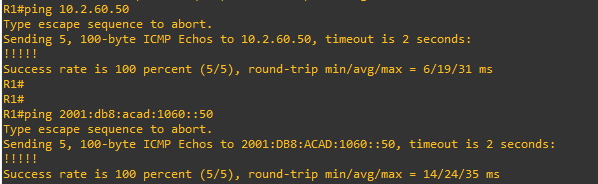 R1#ping 10.2.60.50
Type escape sequence to abort.
Sending 5, 100-byte ICMP Echos to 10.2.60.50, timeout is 2 seconds:
!!!!!
Success rate is 100 percent (5/5), round-trip min/avg/max = 6/19/31 ms
R1#
R1#
R1#ping 2001:db8:acad:1060::50
Type escape sequence to abort.
Sending 5, 100-byte ICMP Echos to 2001:DB8:ACAD:1060::50, timeout is 2 seconds:
!!!!!
Success rate is 100 percent (5/5), round-trip min/avg/max = 14/24/35 ms